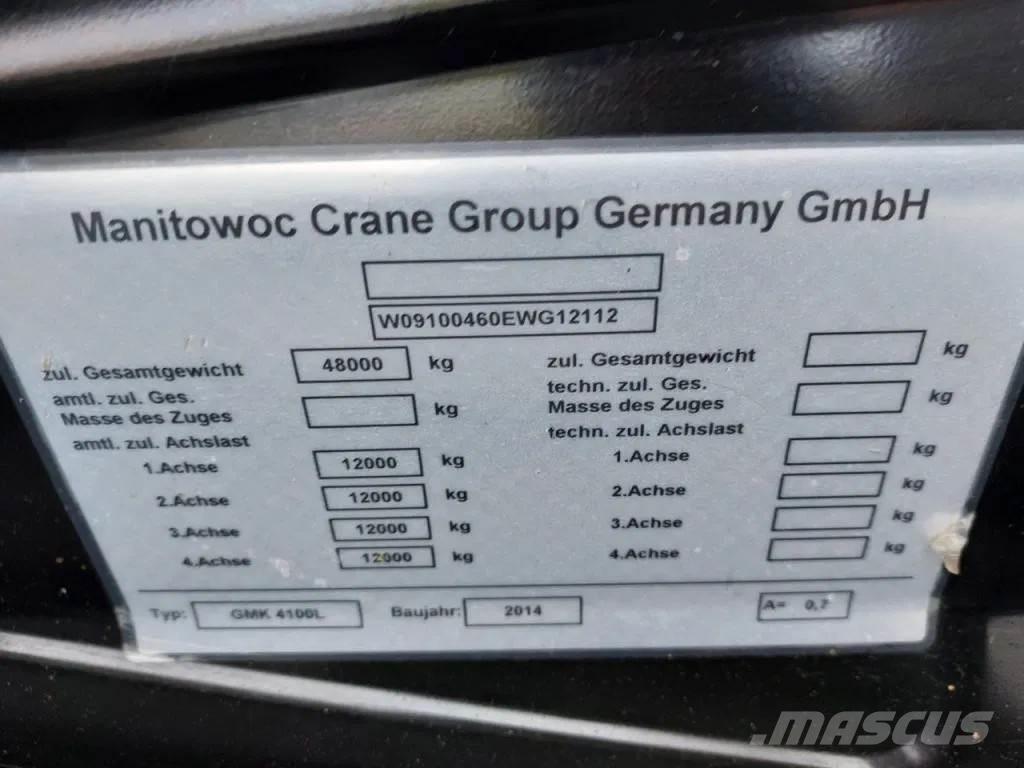 Manitowoc Crane Group Germany GmbH
W09100460EWG12112
zul. Gesamtgewicht 48000 kg zul. Gesamtgewicht kg
amtl. zul. Ges. techn. zul. Ges.
Masse des Zuges kg Masse des Zuges kg
amtl. zul. Achslast techn. zul. Achslast
1.Achse 12000 kg 1.Achse kg
2.Achse 12000 kg 2.Achse kg
3.Achse 12000 kg 3.Achse kg
4.Achse 12000 kg 4.Achse kg
Typ: GMK 4100L Baujahr: 2014 A=
MASCUS